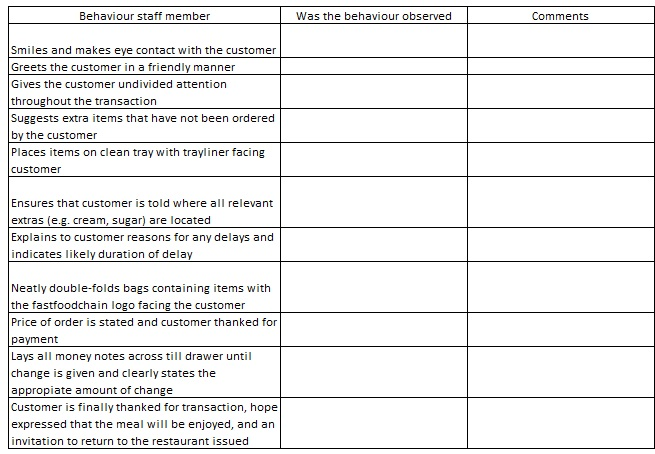 Behaviour staff member Was the behaviour observed Comments
Smiles and makes eye contact with the customer
Greets the customer in a friendly manner
Gives the customer undivided attention
throughout the transaction
Suggests extra items that have not been ordered
by the customer
Places items on clean tray with trayliner facing
customer
Ensures that customer is told where all relevant
extras (e.g. cream, sugar) are located
Explains to customer reasons for any delays and
indicates likely duration of delay
Neatly double-folds bags containing items with
the fastfoodchain logo facing the customer
Price of order is stated and customer thanked for
payment
Lays all money notes across till drawer until
change is given and clearly states the
appropiate amount of change
Customer is finally thanked for transaction, hope
expressed that the meal will be enjoyed, and an
invitation to return to the restaurant issued